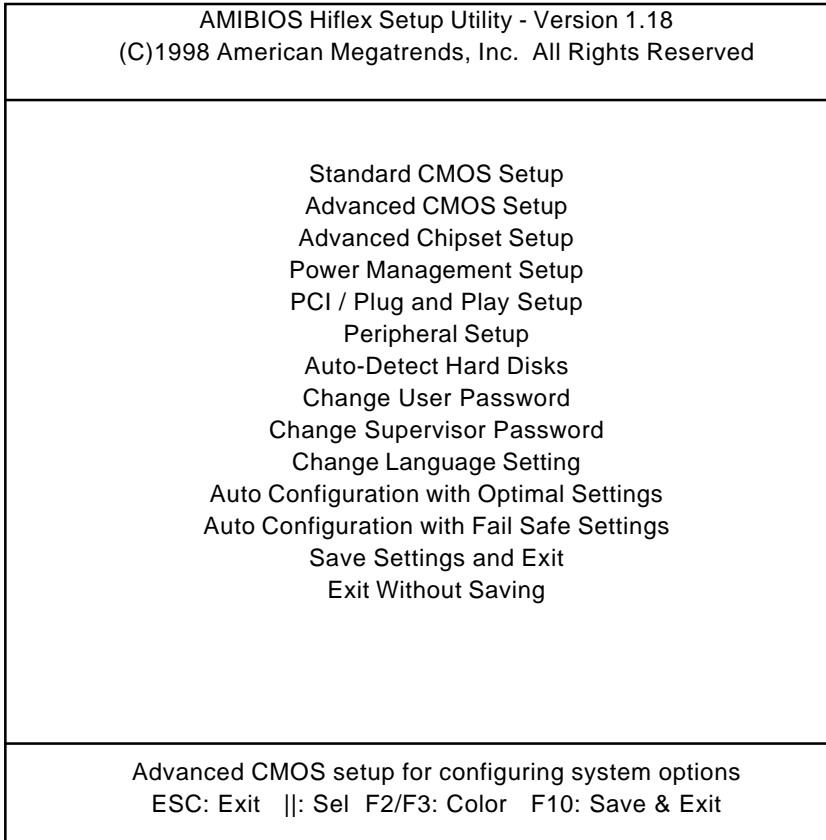 AMIBIOS Hiflex Setup Utility - Version 1.18
(C)1998 American Megatrends, Inc. All Rights Reserved
Standard CMOS Setup
Advanced CMOS Setup
Advanced Chipset Setup
Power Management Setup
PCI / Plug and Play Setup
Peripheral Setup
Auto-Detect Hard Disks
Change User Password
Change Supervisor Password
Change Language Setting
Auto Configuration with Optimal Settings
Auto Configuration with Fail Safe Settings
Save Settings and Exit
Exit Without Saving
Advanced CMOS setup for configuring system options
ESC: Exit ||: Sel F2/F3: Color F10: Save & Exit